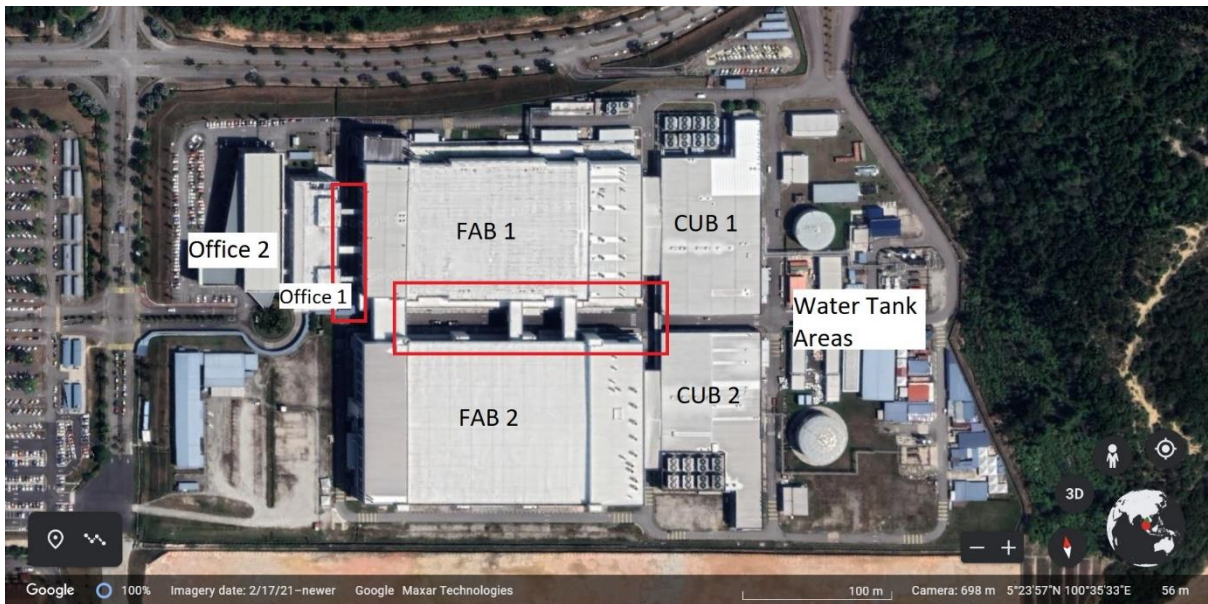 FAB 1
CUB 1
Office 2
Office 1
Water Tank
Areas
FAB 2
CUB 2
3D
Google 100% Imagery date: 2/17/21–newer Google Maxar Technologies 100 m Camera: 698 m 5°23'57"N 100°35'33"E 56 m